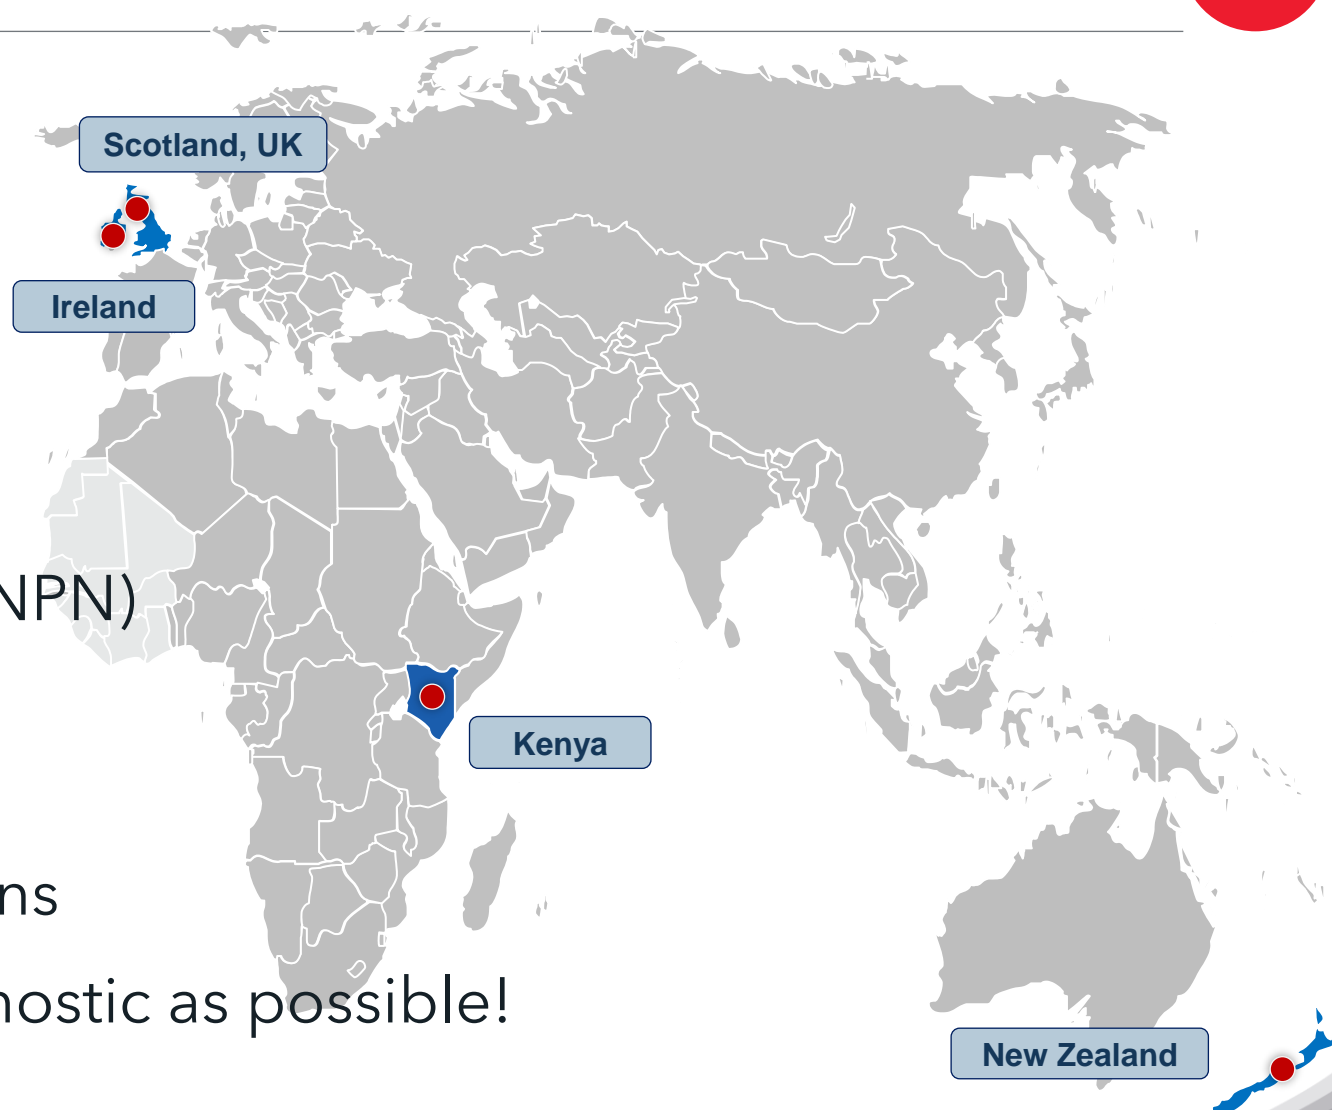 Scotland, UK
Ireland
NPN)
Kenya
ns
nostic as possible!
New Zealand